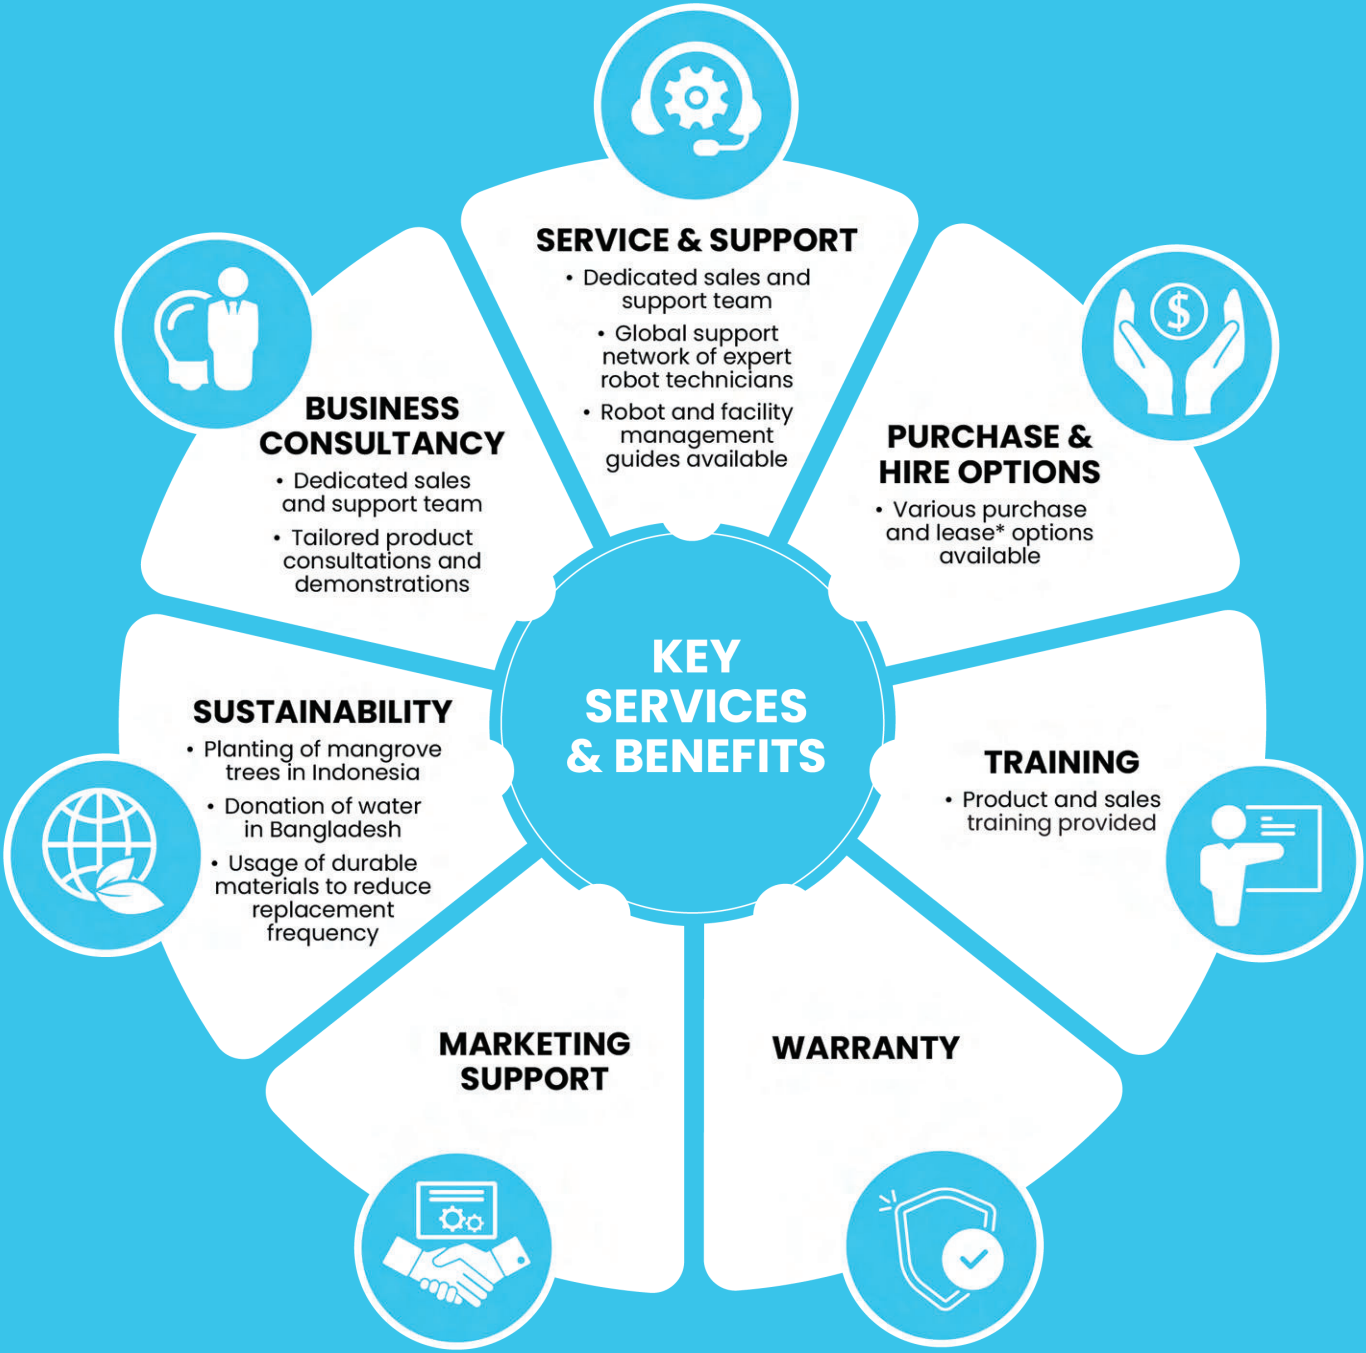 SERVICE & SUPPORT
• Dedicated sales and
support team
• Global support
network of expert
robot technicians
• Robot and facility
management
guides available
$
PURCHASE &
HIRE OPTIONS
• Various purchase
and lease* options
available
TRAINING
• Product and sales
training provided
WARRANTY
MARKETING
SUPPORT
SUSTAINABILITY
• Planting of mangrove
trees in Indonesia
• Donation of water
in Bangladesh
• Usage of durable
materials to reduce
replacement
frequency
BUSINESS
CONSULTANCY
• Dedicated sales
and support team
• Tailored product
consultations and
demonstrations
KEY
SERVICES
& BENEFITS